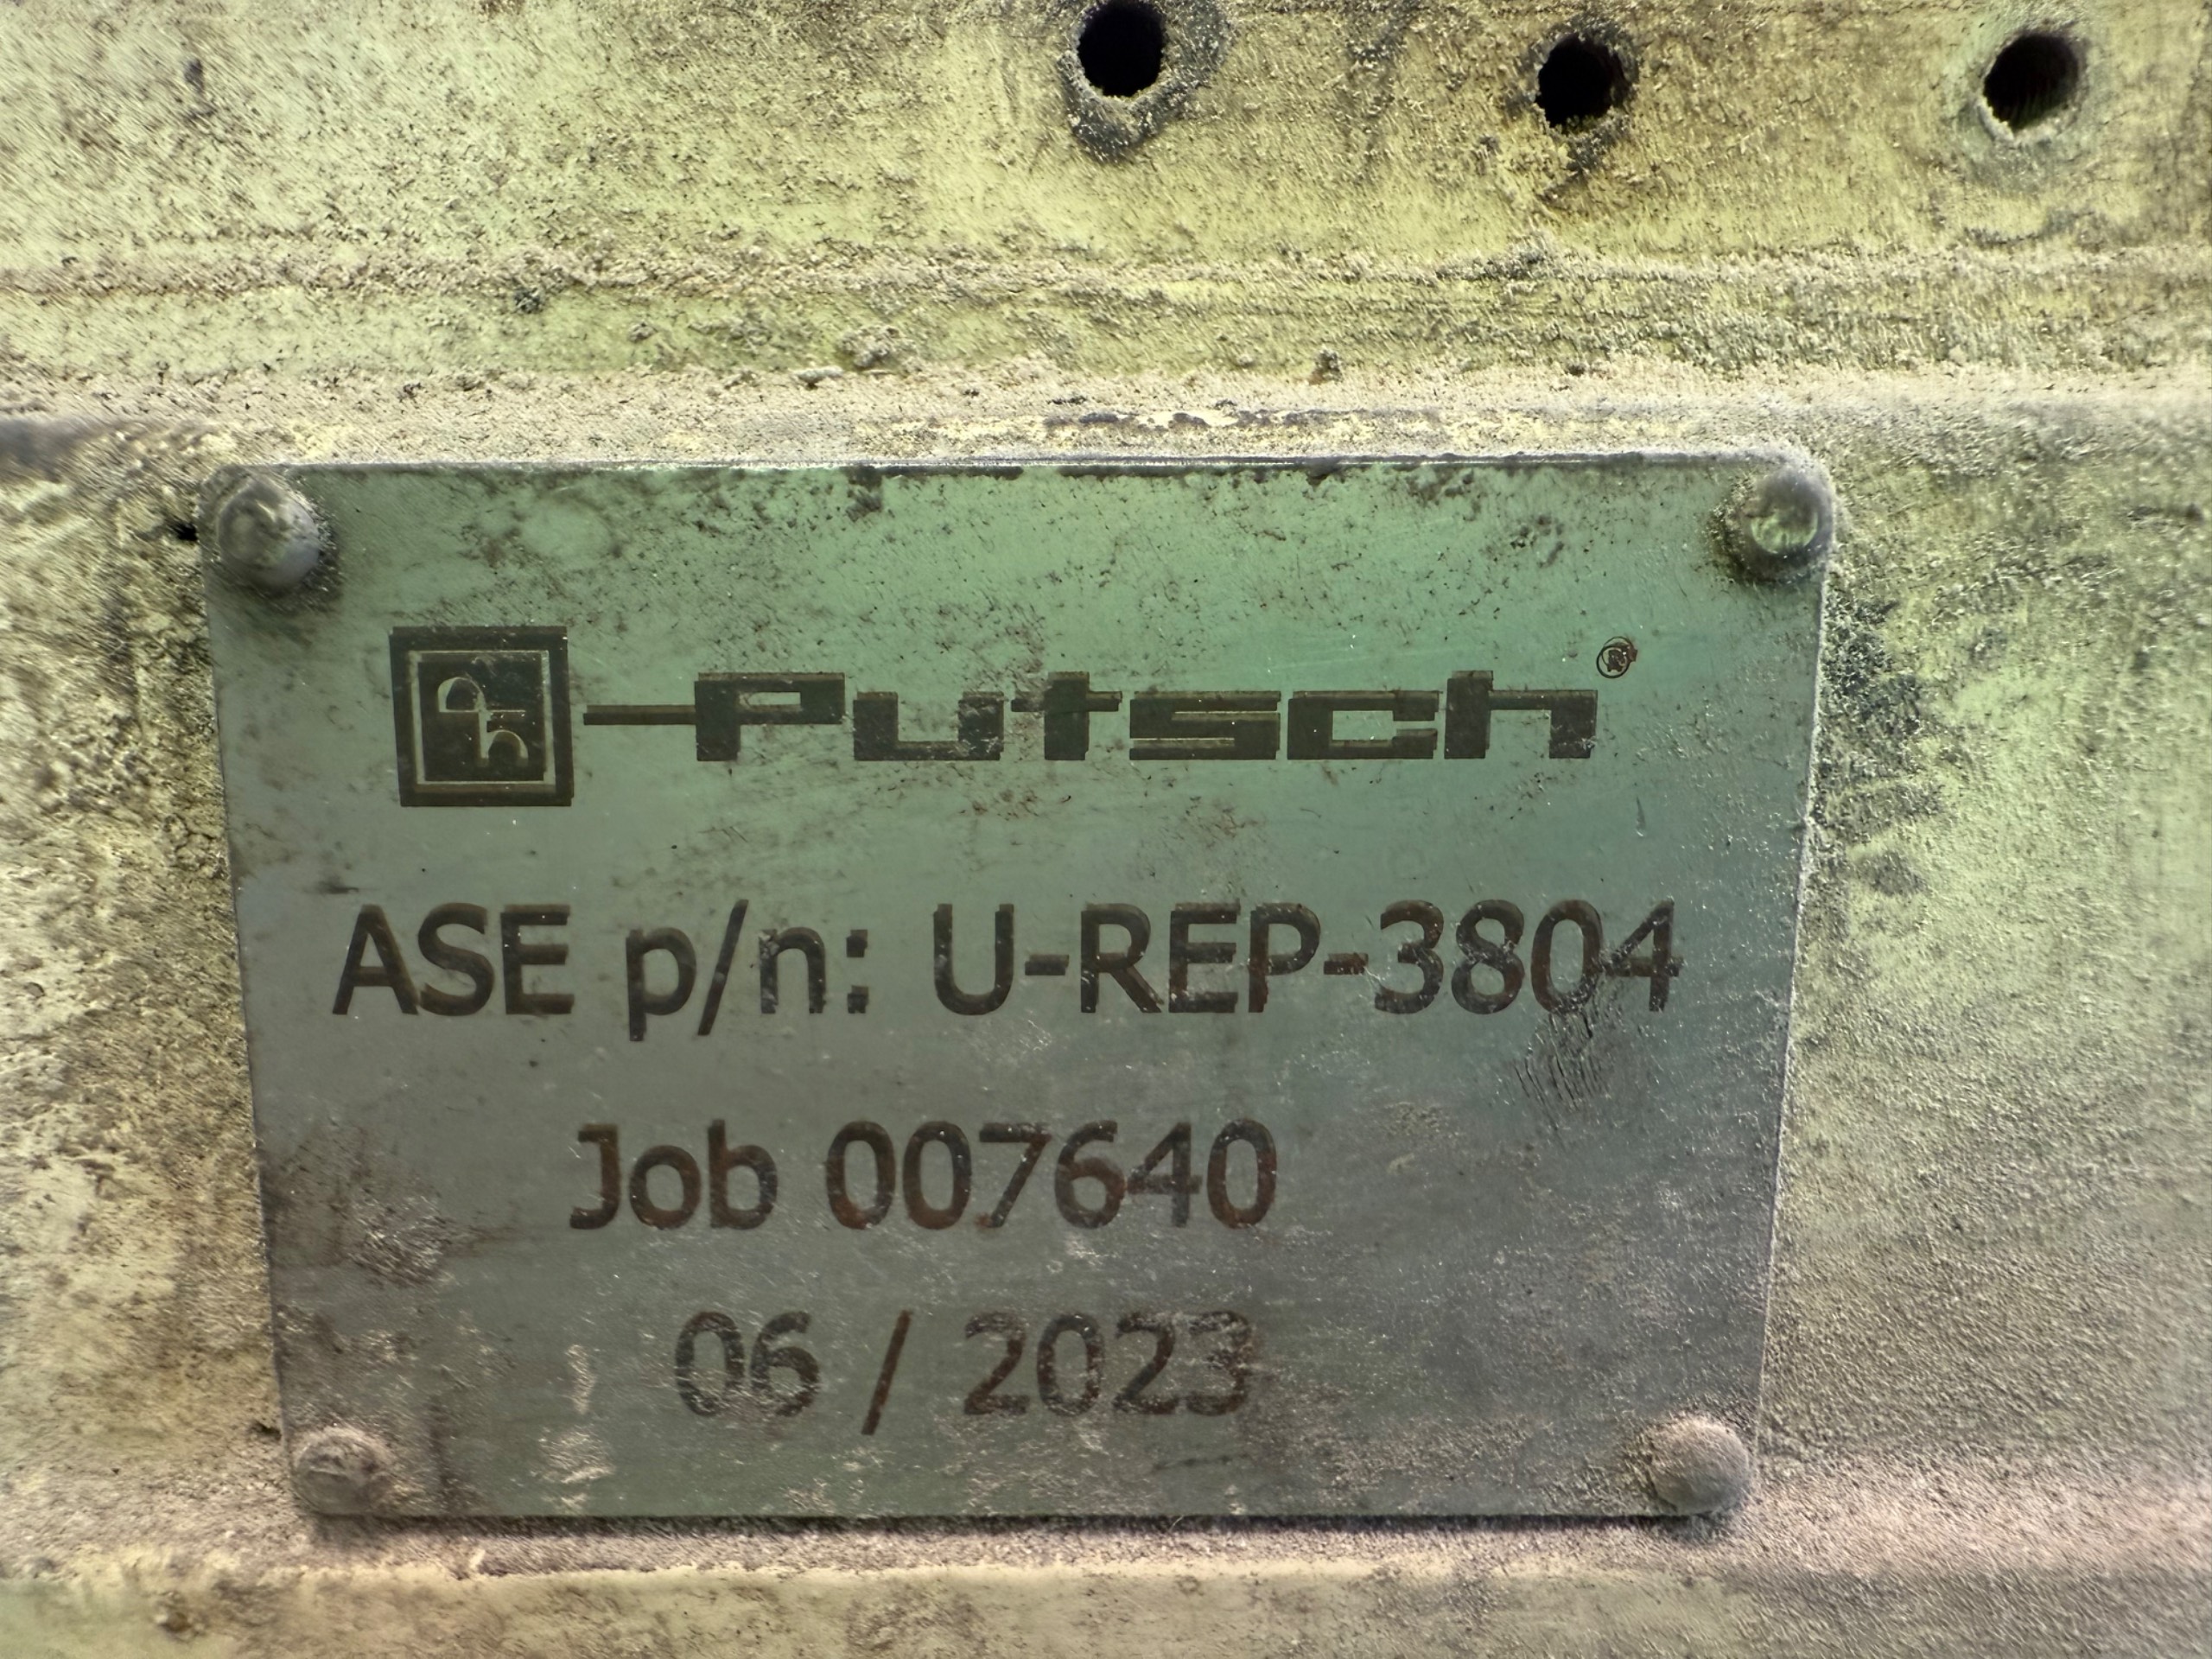 Putsch®
ASE p/n: U-REP-3804
Job 007640
06 / 2023